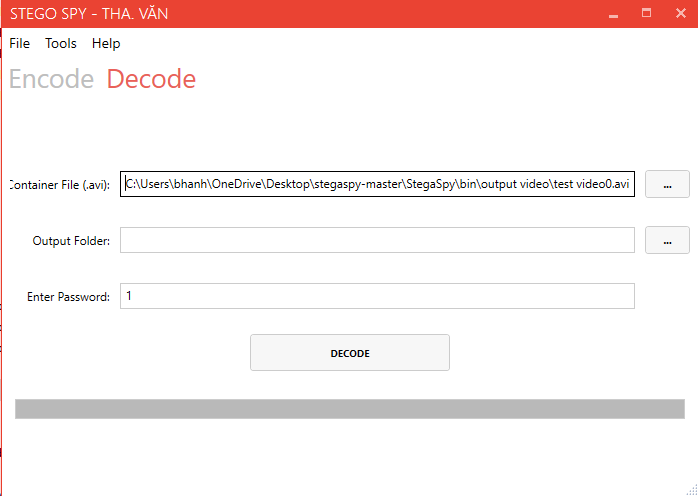 STEGO SPY - THA. VĂN
File Tools Help
Encode Decode
Container File (.avi): C:\Users\bhanh\OneDrive\Desktop\stegaspy-master\StegaSpy\bin\output video\test video0.avi ...
Output Folder: ...
Enter Password: 1
DECODE